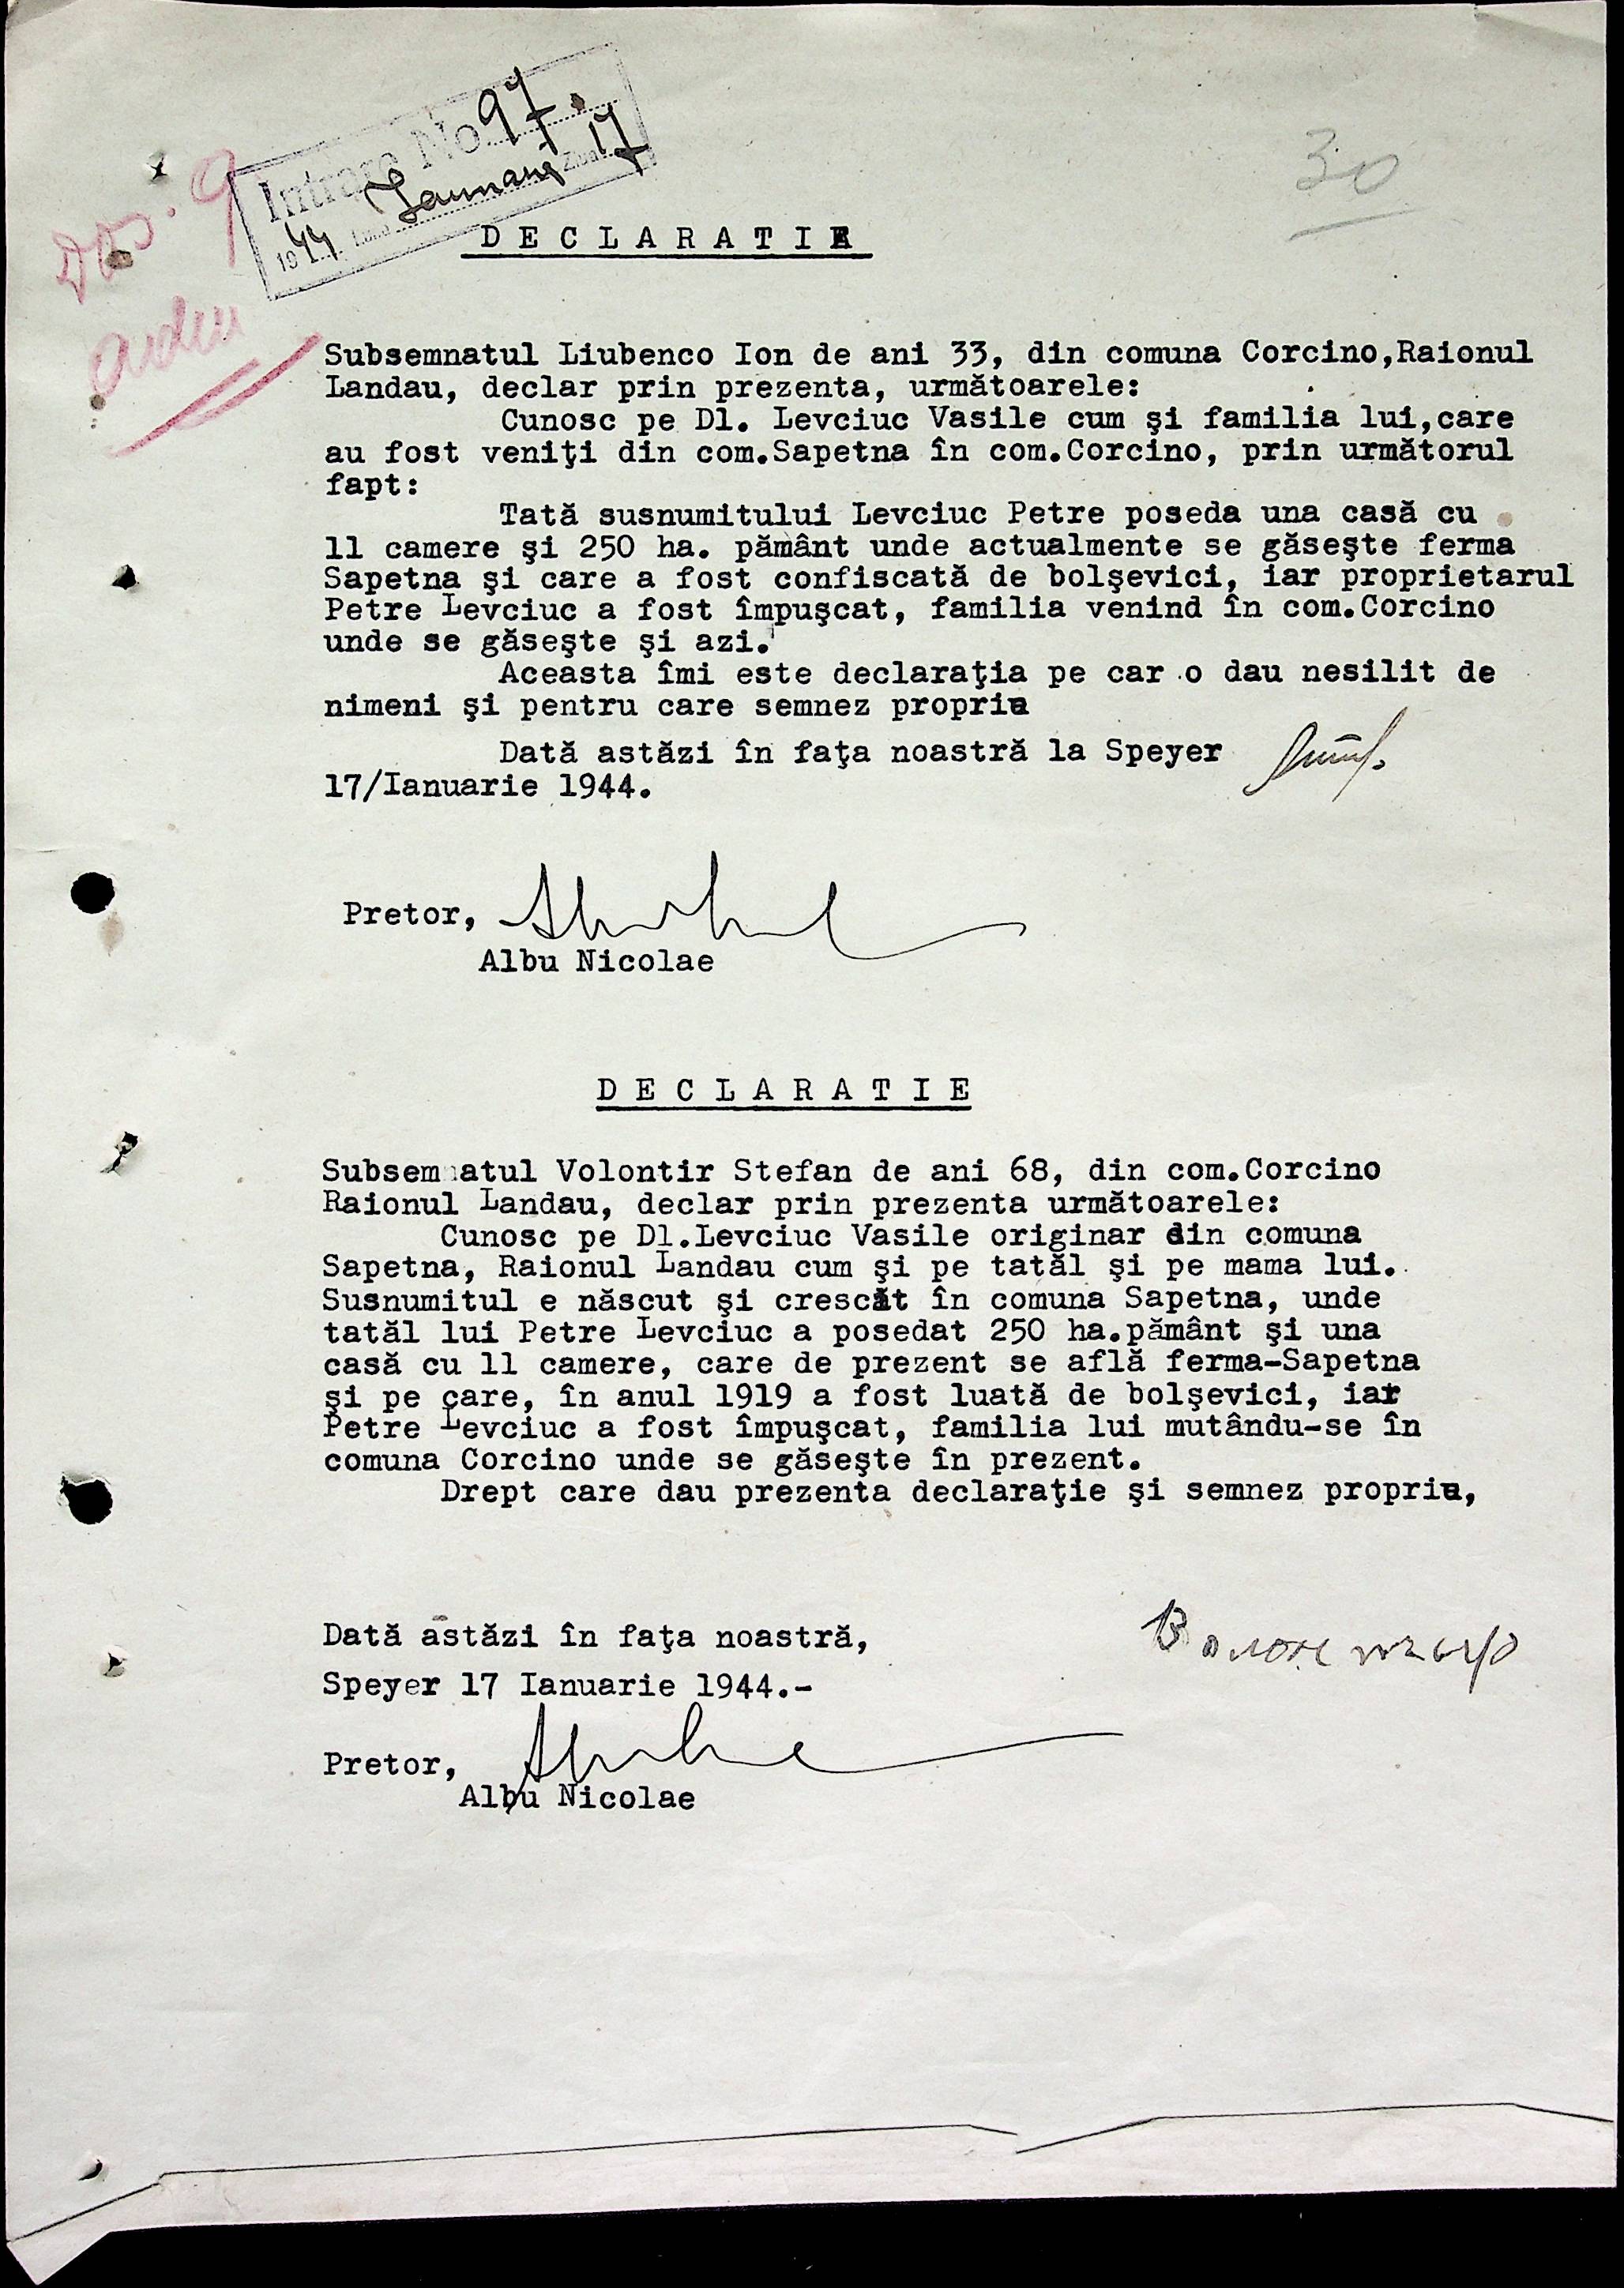 Intrare No. 97.
1944 Luna Ianuarie Ziua 17
30
Dos. 9
D E C L A R A T I E
Subsemnatul Liubenco Ion de ani 33, din comuna Corcino,Raionul
Landau, declar prin prezenta, următoarele:
Cunosc pe Dl. Levciuc Vasile cum şi familia lui,care
au fost veniţi din com.Sapetna în com.Corcino, prin următorul
fapt:
Tată susnumitului Levciuc Petre poseda una casă cu
11 camere şi 250 ha. pământ unde actualmente se găseşte ferma
Sapetna şi care a fost confiscată de bolşevici, iar proprietarul
Petre Levciuc a fost împuşcat, familia venind în com.Corcino
unde se găseşte şi azi.
Aceasta îmi este declaraţia pe car o dau nesilit de
nimeni şi pentru care semnez propriu
Dată astăzi în faţa noastră la Speyer
17/Ianuarie 1944.
Pretor,
Albu Nicolae
D E C L A R A T I E
Subsemnatul Volontir Stefan de ani 68, din com.Corcino
Raionul Landau, declar prin prezenta următoarele:
Cunosc pe Dl.Levciuc Vasile originar din comuna
Sapetna, Raionul Landau cum şi pe tatăl şi pe mama lui.
Susnumitul e născut şi crescăt în comuna Sapetna, unde
tatăl lui Petre Levciuc a posedat 250 ha.pământ şi una
casă cu 11 camere, care de prezent se află ferma-Sapetna
şi pe care, în anul 1919 a fost luată de bolşevici, iar
Petre Levciuc a fost împuşcat, familia lui mutându-se în
comuna Corcino unde se găseşte în prezent.
Drept care dau prezenta declaraţie şi semnez propriu,
Dată astăzi în faţa noastră,
Speyer 17 Ianuarie 1944.-
Pretor,
Albu Nicolae